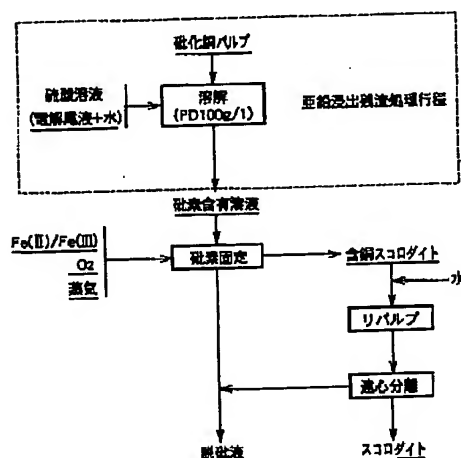 砒化銅パルプ
硫酸溶液
(電解尾液+水)
溶解
(PD100g/l)
亜鉛浸出残渣処理行程
砒素含有溶液
Fe(II)/Fe(III)
O2
蒸気
砒素固定
含銅スコロダイト
水
リパルプ
遠心分離
脱砒液
スコロダイト